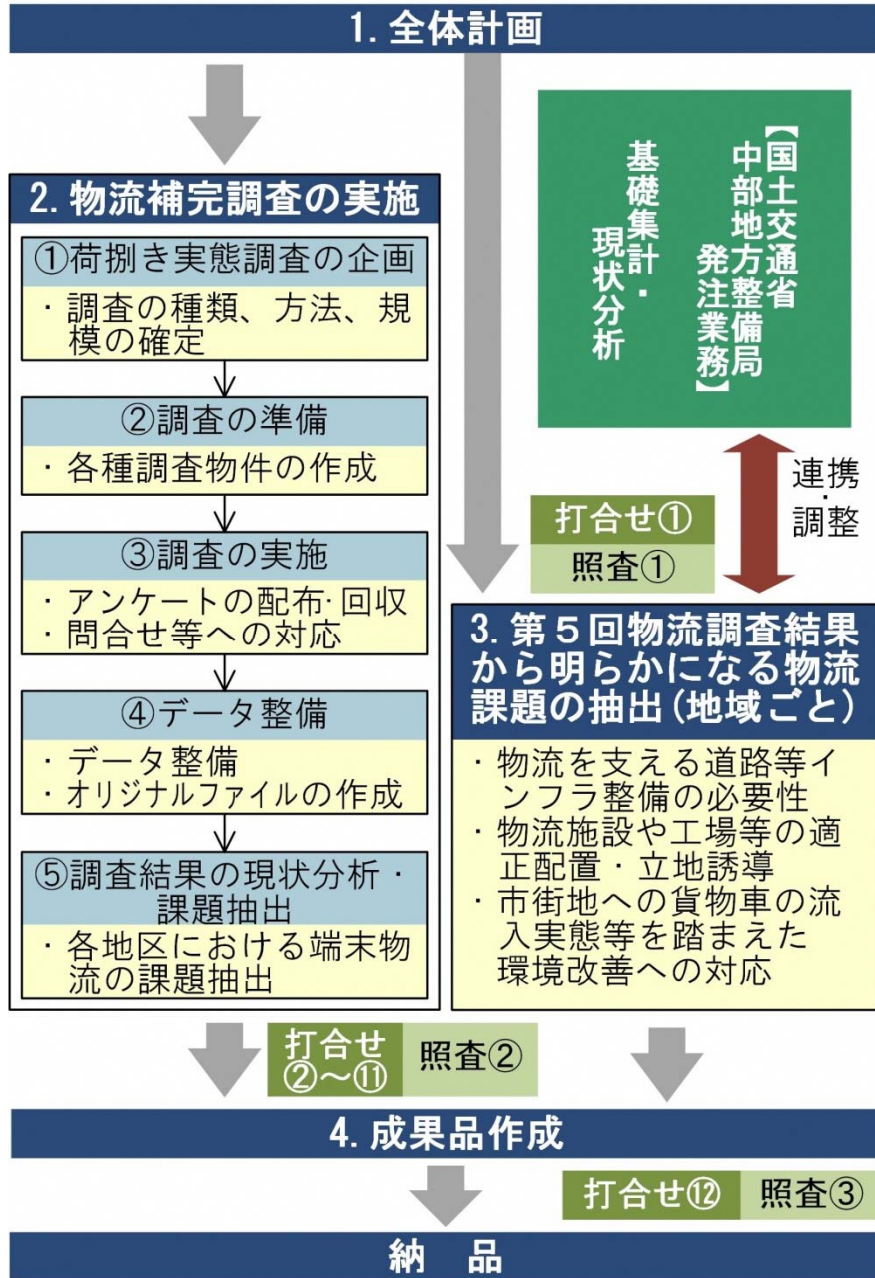 1. 全体計画
2. 物流補完調査の実施
①荷捌き実態調査の企画
・調査の種類、方法、規
模の確定
②調査の準備
・各種調査物件の作成
③調査の実施
・アンケートの配布・回収
・問合せ等への対応
④データ整備
・データ整備
・オリジナルファイルの作成
⑤調査結果の現状分析・
課題抽出
・各地区における端末物
流の課題抽出
【国土交通省
中部地方整備局
発注業務】
基礎集計・
現状分析
連携
・
調整
打合せ①
照査①
3. 第５回物流調査結果
から明らかになる物流
課題の抽出(地域ごと)
・物流を支える道路等イ
ンフラ整備の必要性
・物流施設や工場等の適
正配置・立地誘導
・市街地への貨物車の流
入実態等を踏まえた
環境改善への対応
打合せ
②～⑪
照査②
4. 成果品作成
打合せ⑫
照査③
納　品